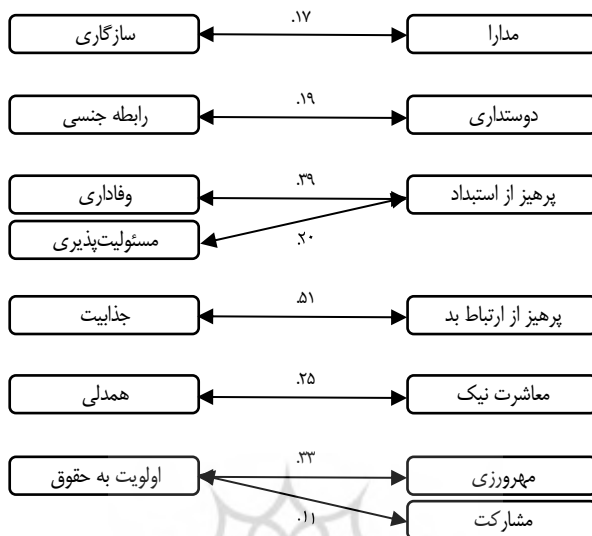 مدارا
.۱۷
سازگاری
دوستداری
.۱۹
رابطه جنسی
پرهیز از استبداد
.۳۹
وفاداری
.۲۰
مسئولیت‌پذیری
پرهیز از ارتباط بد
.۵۱
جذابیت
معاشرت نیک
.۲۵
همدلی
مهرورزی
.۳۳
اولویت به حقوق
مشارکت
.۱۱